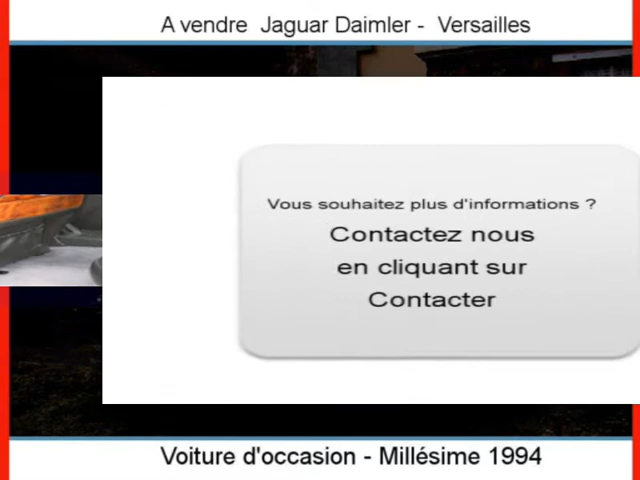 A vendre Jaguar Daimler - Versailles
Vous souhaitez plus d'informations ?
Contactez nous
en cliquant sur
Contacter
Voiture d'occasion - Millésime 1994